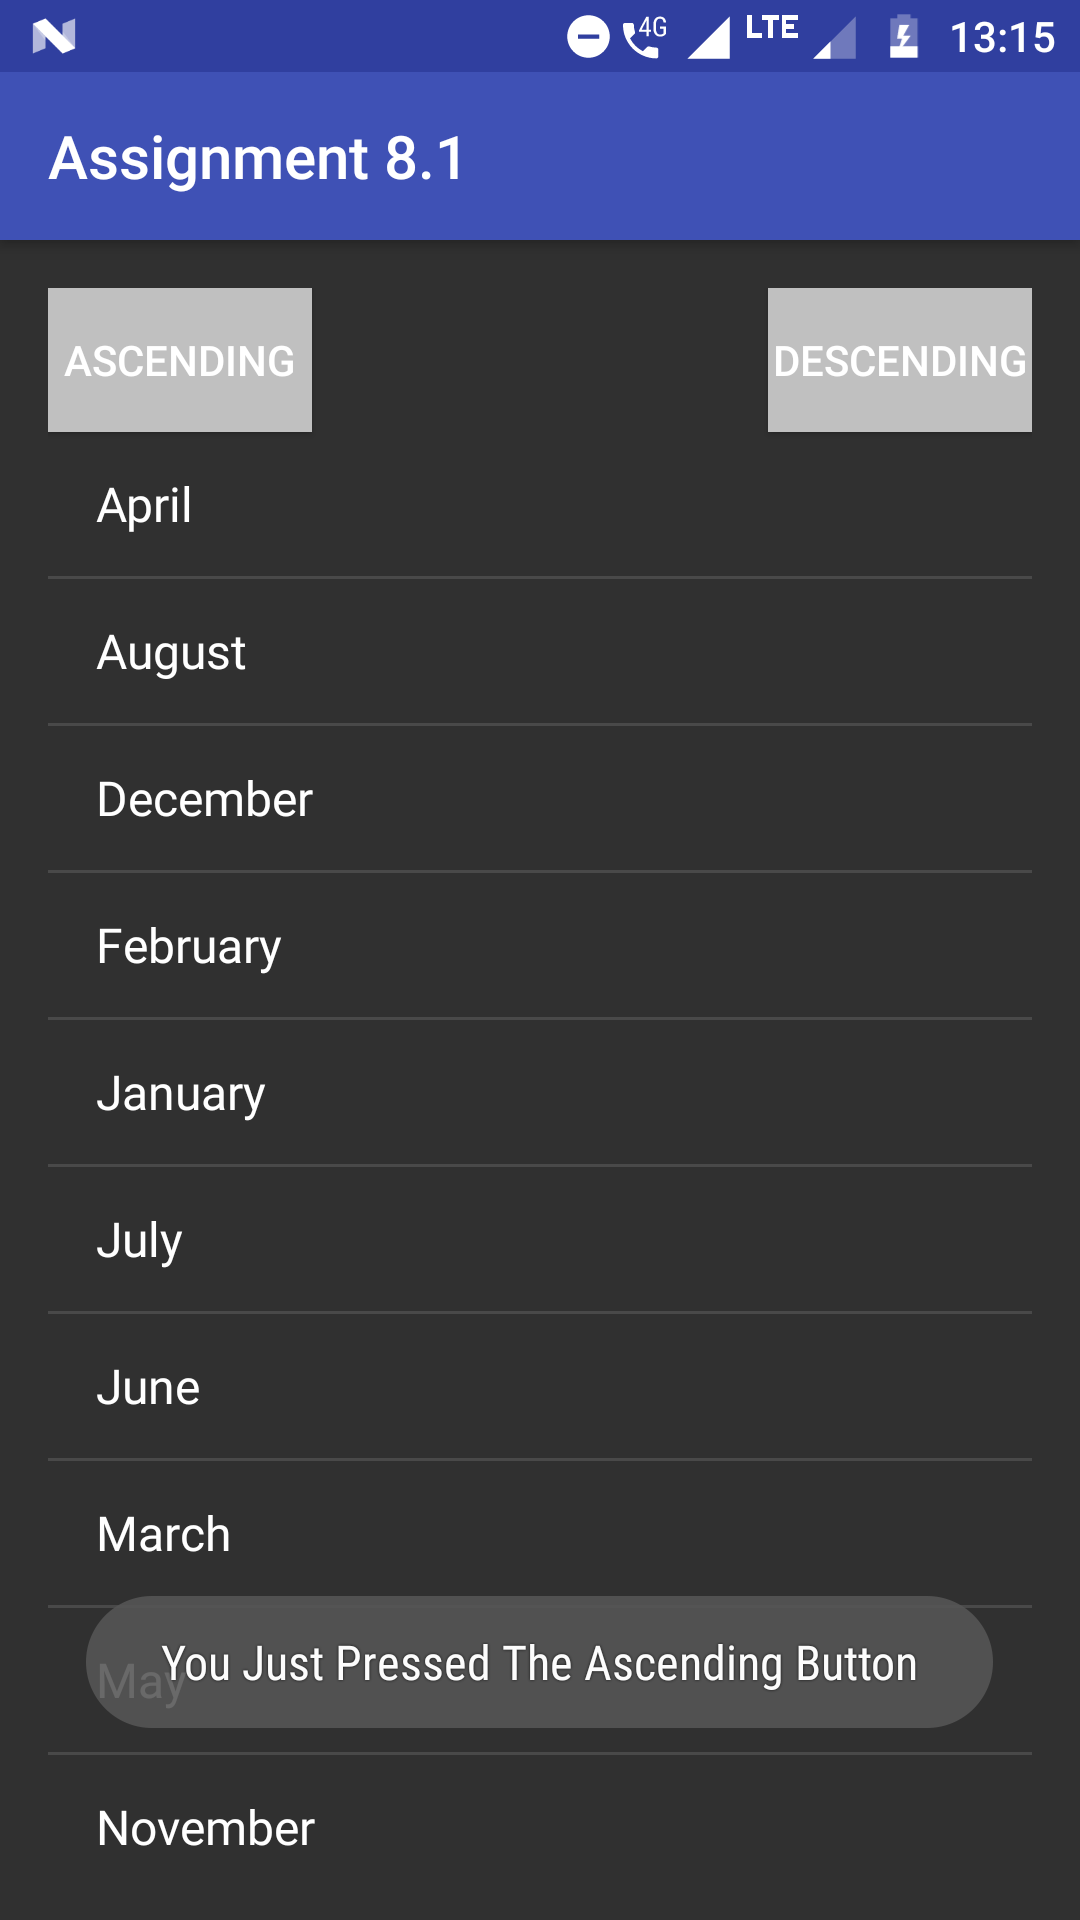 4G LTE 13:15
Assignment 8.1
ASCENDING DESCENDING
April
August
December
February
January
July
June
March
May
You Just Pressed The Ascending Button
November